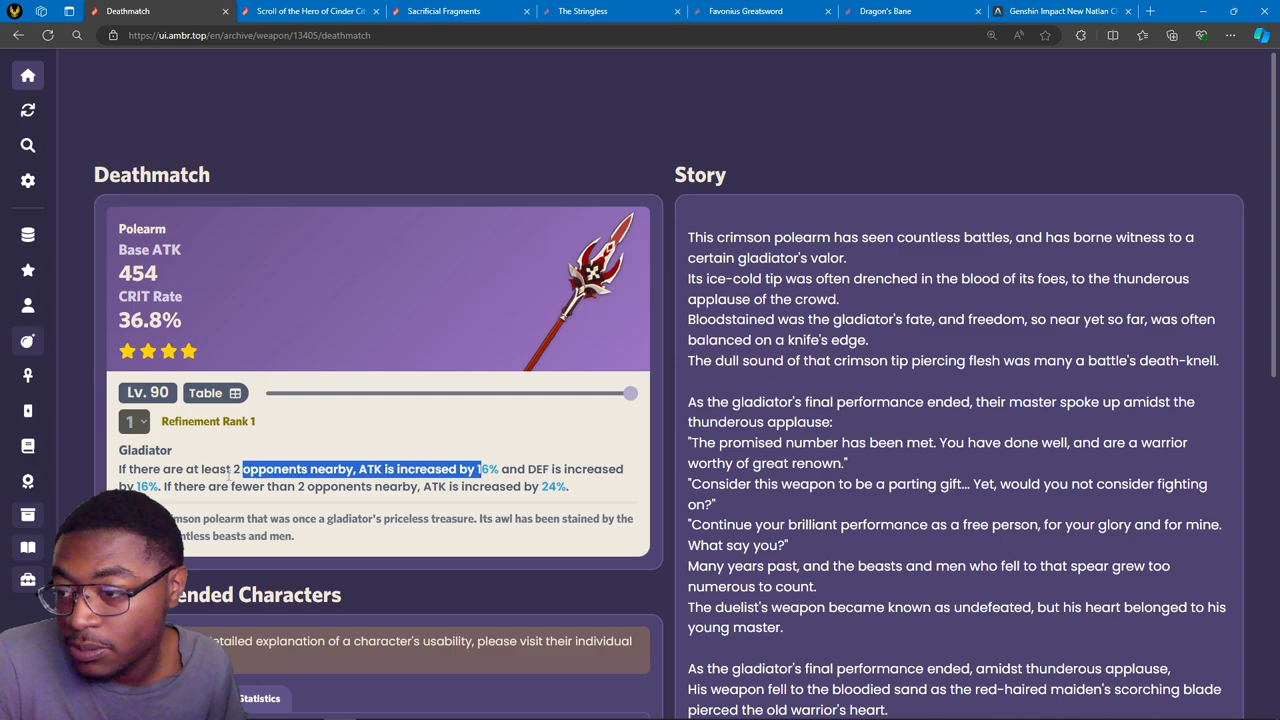 Deathmatch
Scroll of the Hero of Cinder Cit
Sacrificial Fragments
The Stringless
Favonius Greatsword
Dragon's Bane
Genshin Impact New Natlan C
https://ui.ambr.top/en/archive/weapon/13405/deathmatch
Deathmatch
Polearm
Base ATK
454
CRIT Rate
36.8%
Lv. 90
Table
1
Refinement Rank 1
Gladiator
If there are at least 2 opponents nearby, ATK is increased by 16% and DEF is increased
by 16%. If there are fewer than 2 opponents nearby, ATK is increased by 24%.
polearm that was once a gladiator's priceless treasure. Its awl has been stained by the
beasts and men.
Characters
explanation of a character's usability, please visit their individual
Statistics
Story
This crimson polearm has seen countless battles, and has borne witness to a
certain gladiator's valor.
Its ice-cold tip was often drenched in the blood of its foes, to the thunderous
applause of the crowd.
Bloodstained was the gladiator's fate, and freedom, so near yet so far, was often
balanced on a knife's edge.
The dull sound of that crimson tip piercing flesh was many a battle's death-knell.
As the gladiator's final performance ended, their master spoke up amidst the
thunderous applause:
"The promised number has been met. You have done well, and are a warrior
worthy of great renown."
"Consider this weapon to be a parting gift... Yet, would you not consider fighting
on?"
"Continue your brilliant performance as a free person, for your glory and for mine.
What say you?"
Many years past, and the beasts and men who fell to that spear grew too
numerous to count.
The duelist's weapon became known as undefeated, but his heart belonged to his
young master.
As the gladiator's final performance ended, amidst thunderous applause,
His weapon fell to the bloodied sand as the red-haired maiden's scorching blade
pierced the old warrior's heart.